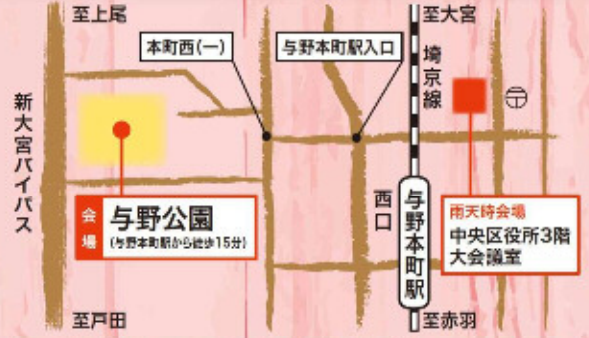 至上尾
至大宮
本町西(一)
与野本町駅入口
埼京線
〒
新大宮バイパス
会場
与野公園
(与野本町駅から徒歩15分)
西口
与野本町駅
雨天時会場
中央区役所3階
大会議室
至戸田
至赤羽